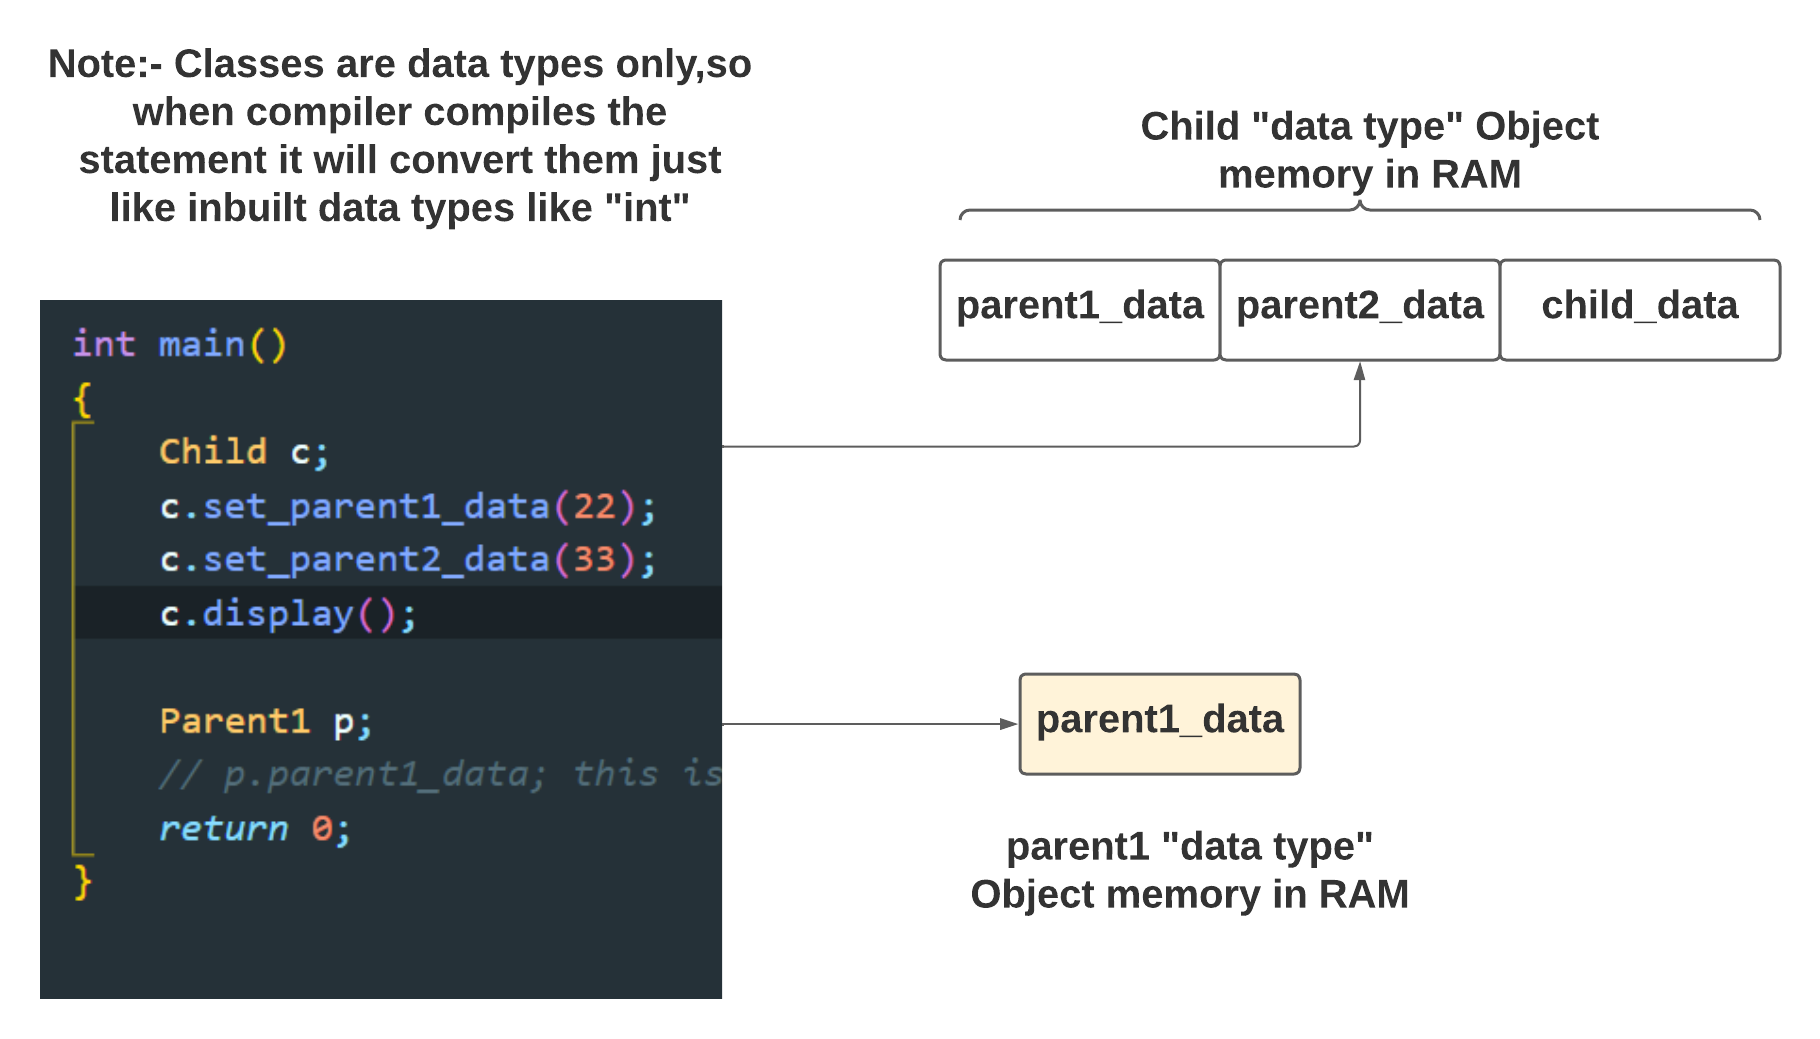 Note:- Classes are data types only,so
when compiler compiles the
statement it will convert them just
like inbuilt data types like "int"
int main()
{
Child c;
c.set_parent1_data(22);
c.set_parent2_data(33);
c.display();
Parent1 p;
// p.parent1_data; this is
return 0;
}
Child "data type" Object
memory in RAM
parent1_data parent2_data child_data
parent1_data
parent1 "data type"
Object memory in RAM